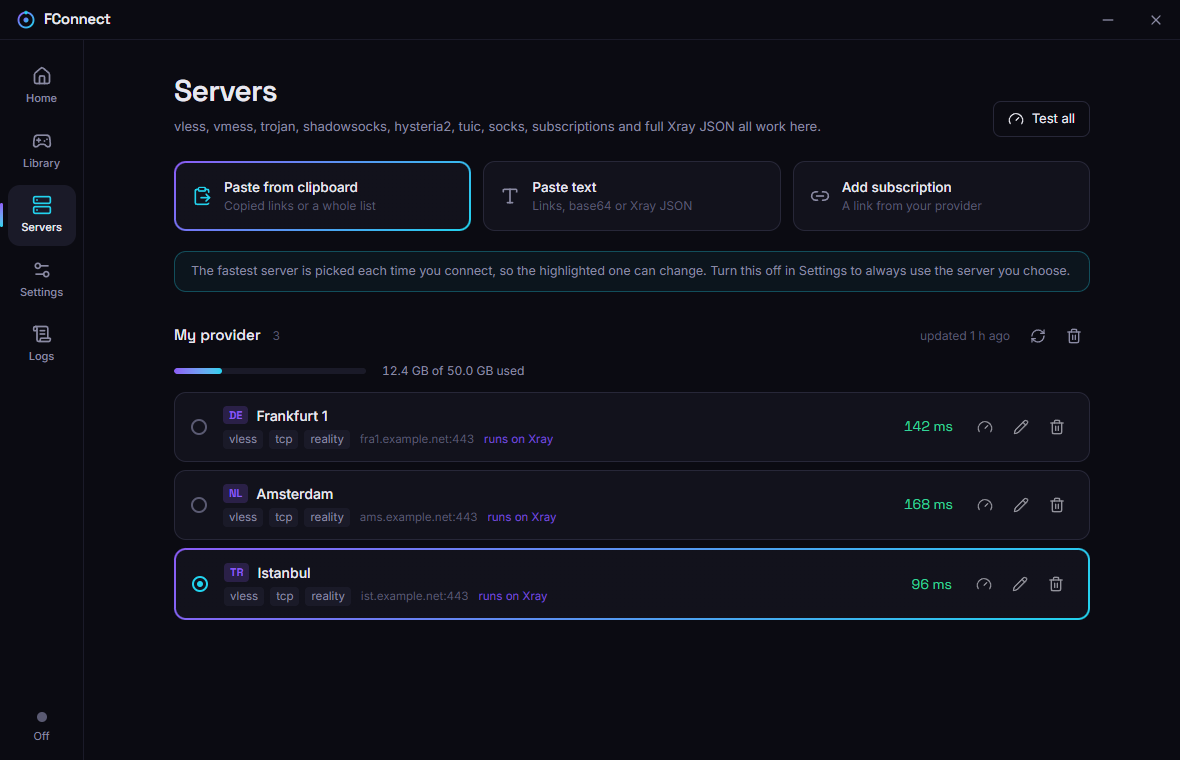 FConnect
Home
Library
Servers
Settings
Logs
Off
Servers
vless, vmess, trojan, shadowsocks, hysteria2, tuic, socks, subscriptions and full Xray JSON all work here.
Test all
Paste from clipboard
Copied links or a whole list
Paste text
Links, base64 or Xray JSON
Add subscription
A link from your provider
The fastest server is picked each time you connect, so the highlighted one can change. Turn this off in Settings to always use the server you choose.
My provider 3
updated 1 h ago
12.4 GB of 50.0 GB used
DE Frankfurt 1
vless tcp reality fra1.example.net:443 runs on Xray
142 ms
NL Amsterdam
vless tcp reality ams.example.net:443 runs on Xray
168 ms
TR Istanbul
vless tcp reality ist.example.net:443 runs on Xray
96 ms